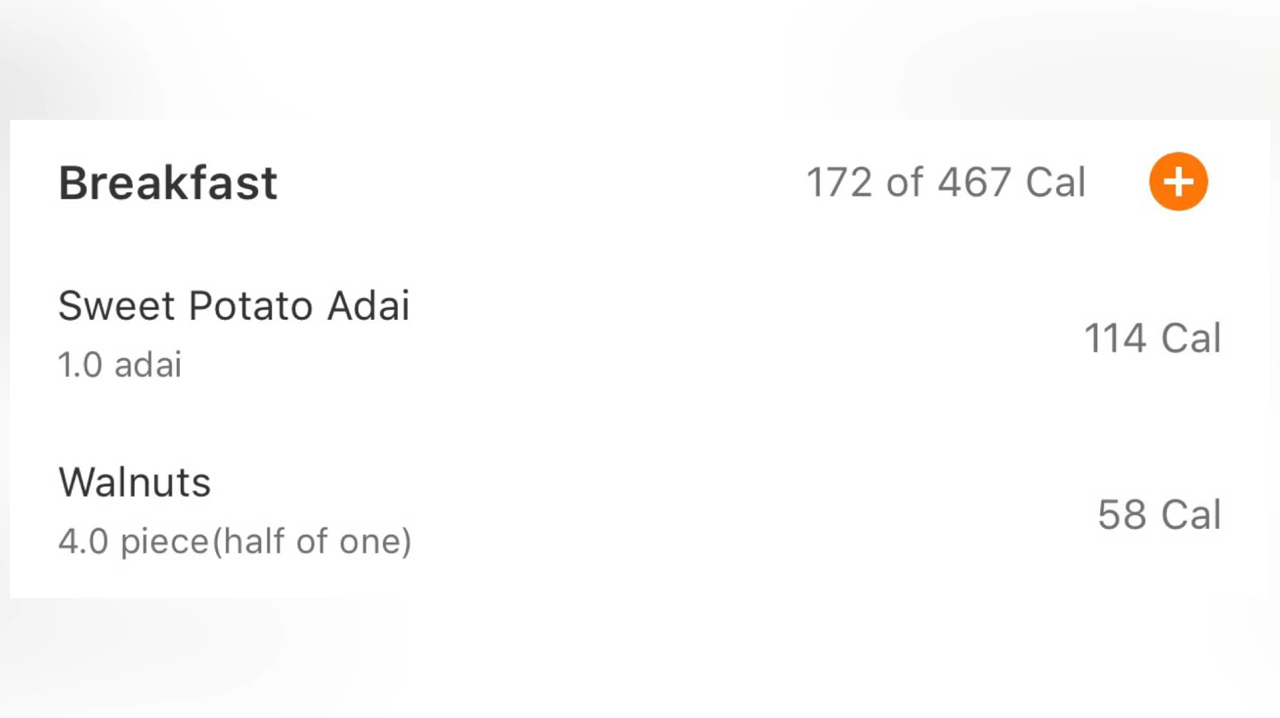 Breakfast
172 of 467 Cal
Sweet Potato Adai
1.0 adai
114 Cal
Walnuts
4.0 piece(half of one)
58 Cal